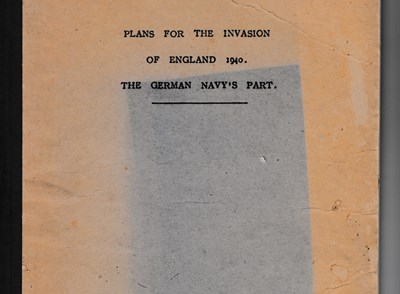 PLANS FOR THE INVASION
OF ENGLAND 1940.
THE GERMAN NAVY'S PART.